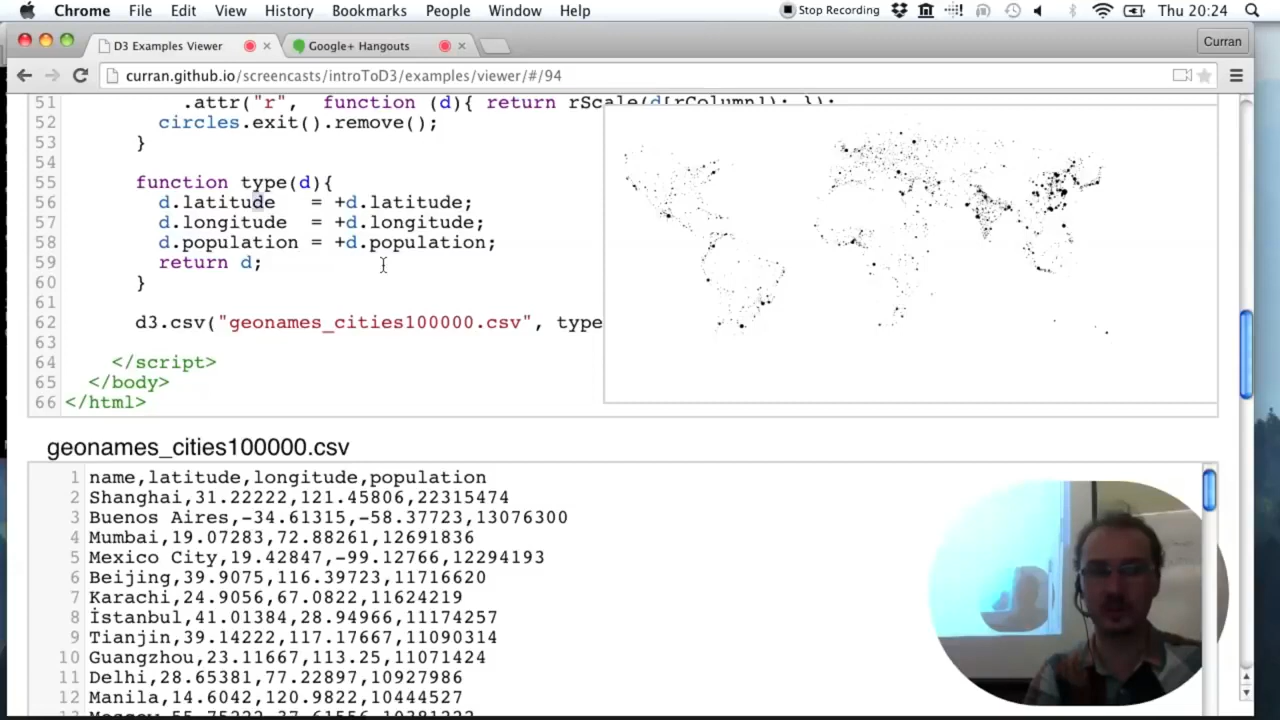 Chrome File Edit View History Bookmarks People Window Help Stop Recording Thu 20:24
D3 Examples Viewer Google+ Hangouts Curran
curran.github.io/screencasts/introToD3/examples/viewer/#/94
51 .attr("r", function (d){ return rScale(d[rColumn]); });
52 circles.exit().remove();
53 }
54
55 function type(d){
56 d.latitude = +d.latitude;
57 d.longitude = +d.longitude;
58 d.population = +d.population;
59 return d;
60 }
61
62 d3.csv("geonames_cities100000.csv", type
63
64 </script>
65 </body>
66 </html>
geonames_cities100000.csv
1 name,latitude,longitude,population
2 Shanghai,31.22222,121.45806,22315474
3 Buenos Aires,-34.61315,-58.37723,13076300
4 Mumbai,19.07283,72.88261,12691836
5 Mexico City,19.42847,-99.12766,12294193
6 Beijing,39.9075,116.39723,11716620
7 Karachi,24.9056,67.0822,11624219
8 İstanbul,41.01384,28.94966,11174257
9 Tianjin,39.14222,117.17667,11090314
10 Guangzhou,23.11667,113.25,11071424
11 Delhi,28.65381,77.22897,10927986
12 Manila,14.6042,120.9822,10444527